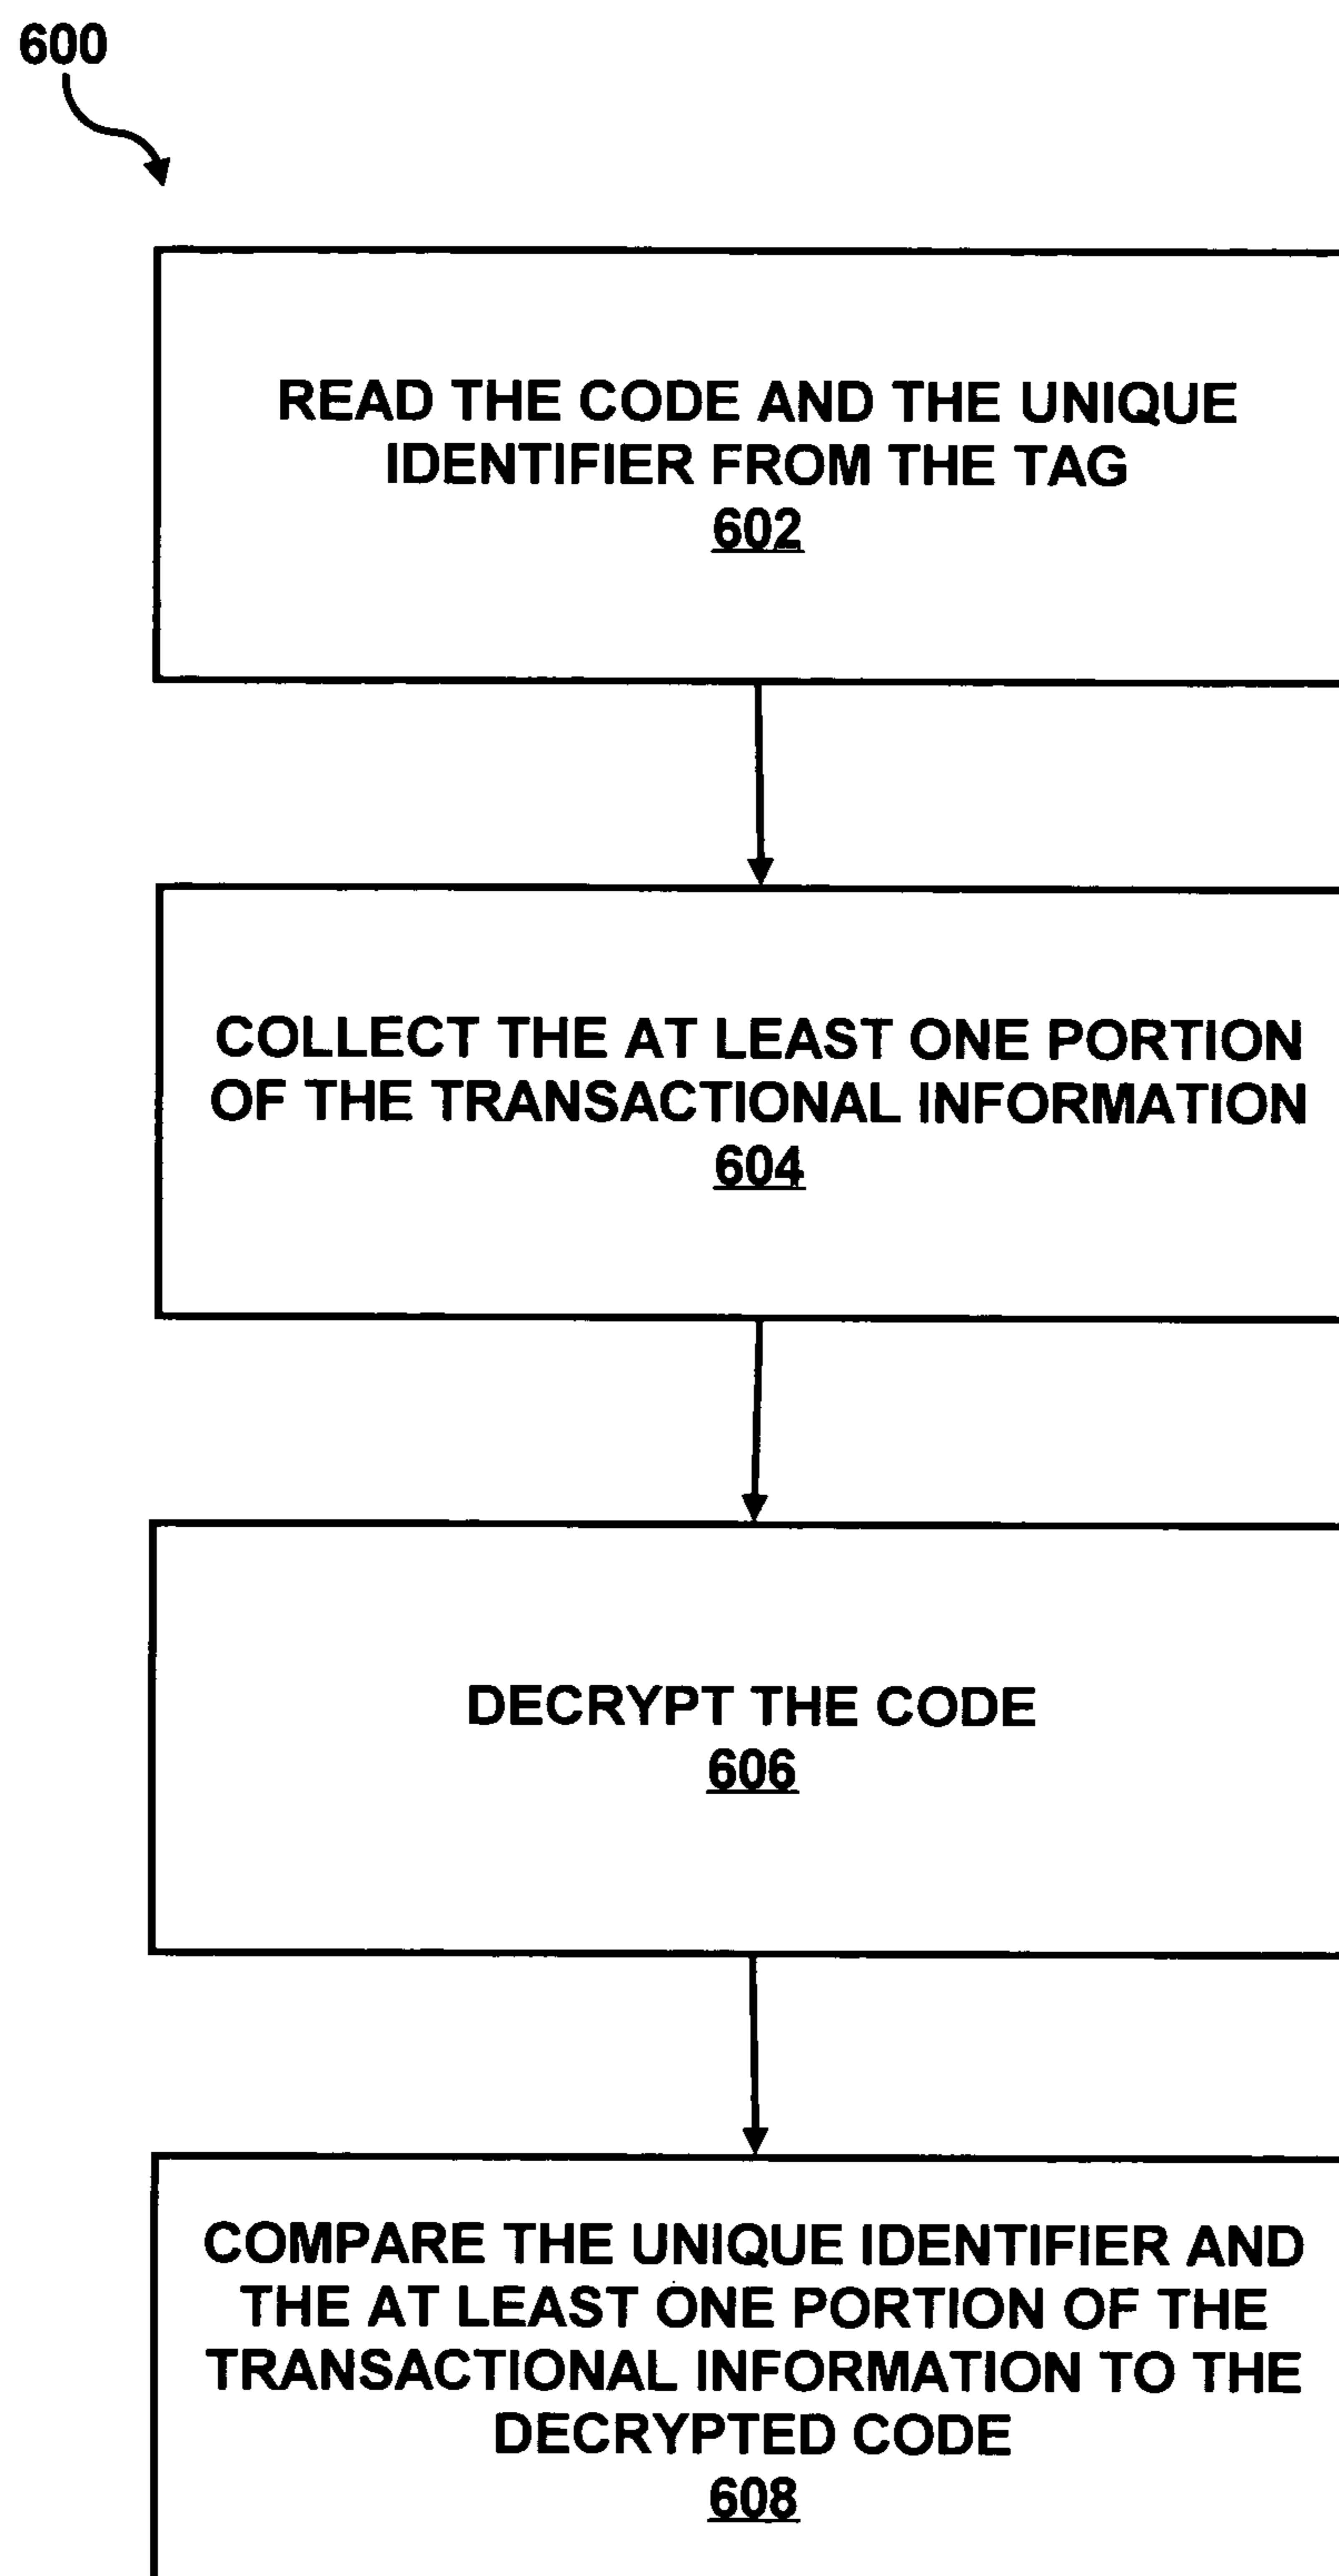 600
READ THE CODE AND THE UNIQUE
IDENTIFIER FROM THE TAG
602
COLLECT THE AT LEAST ONE PORTION
OF THE TRANSACTIONAL INFORMATION
604
DECRYPT THE CODE
606
COMPARE THE UNIQUE IDENTIFIER AND
THE AT LEAST ONE PORTION OF THE
TRANSACTIONAL INFORMATION TO THE
DECRYPTED CODE
608